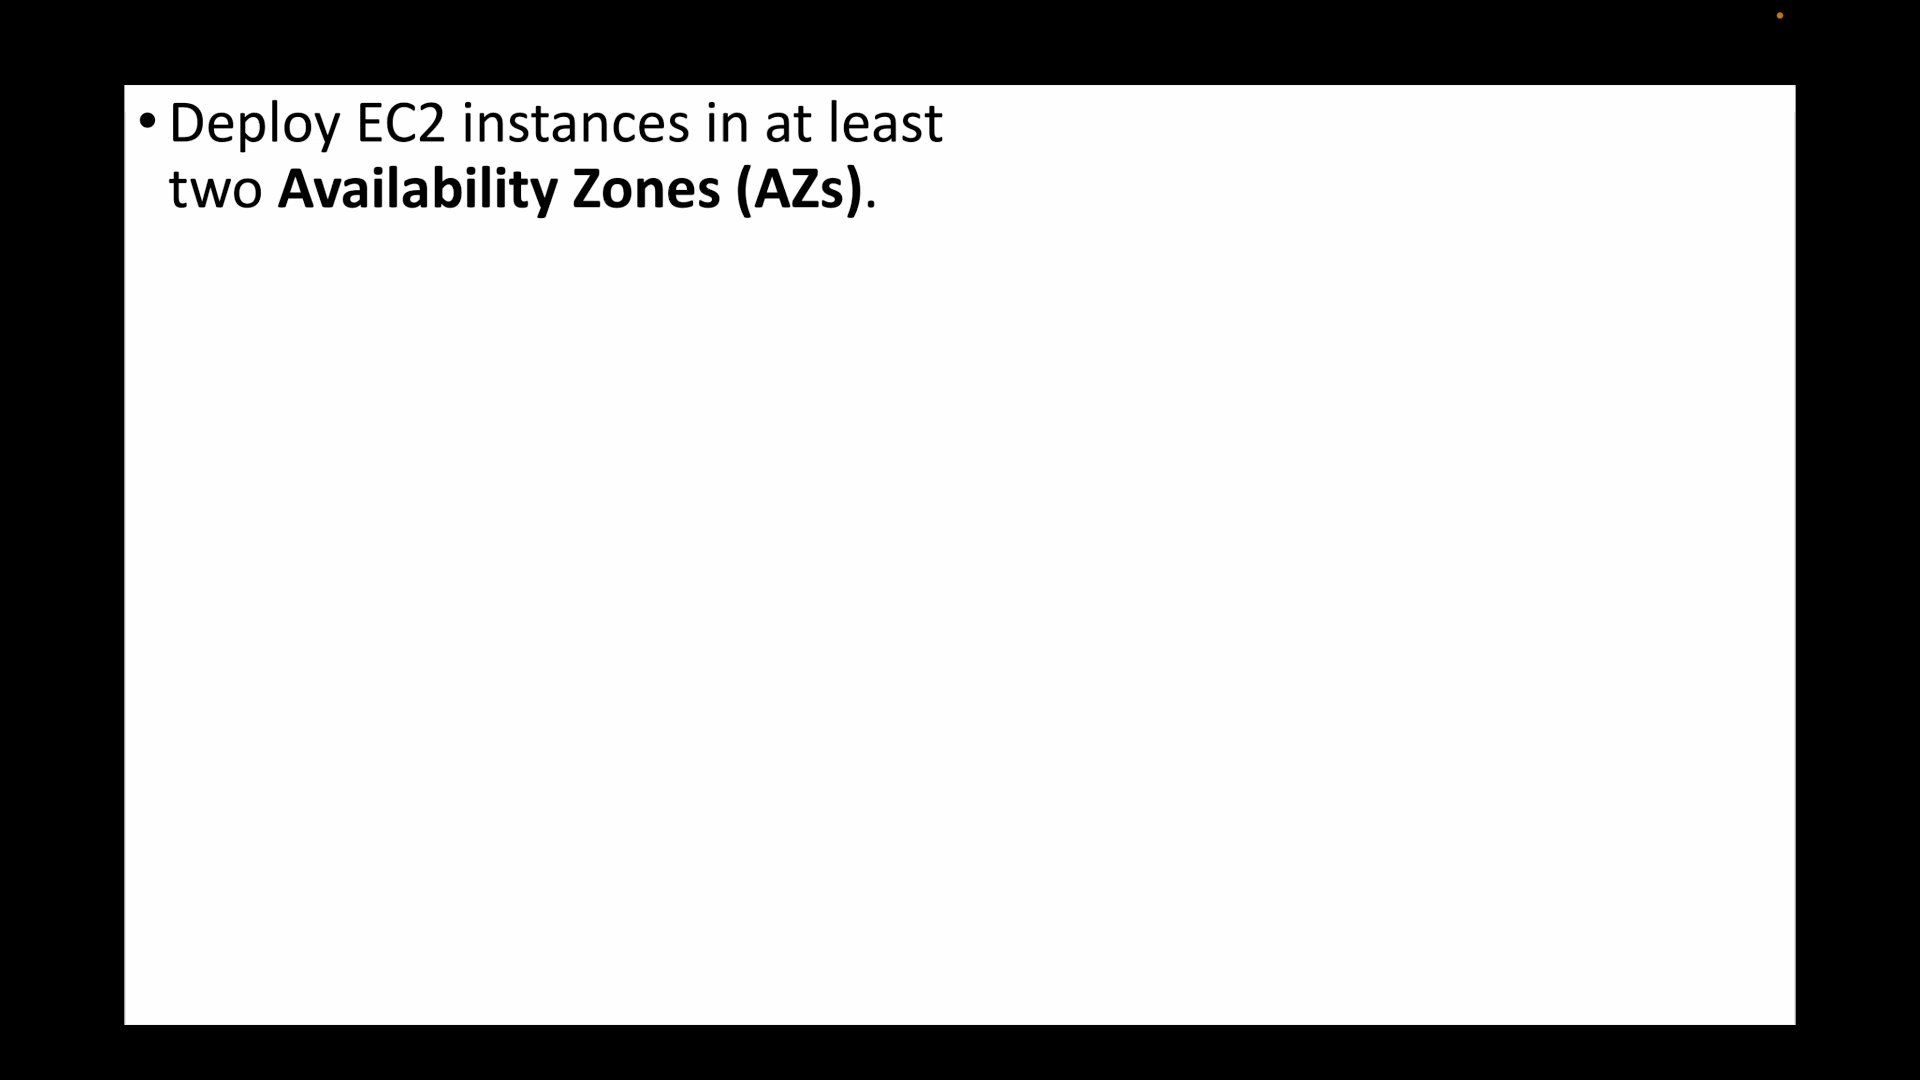 • Deploy EC2 instances in at least
two Availability Zones (AZs).